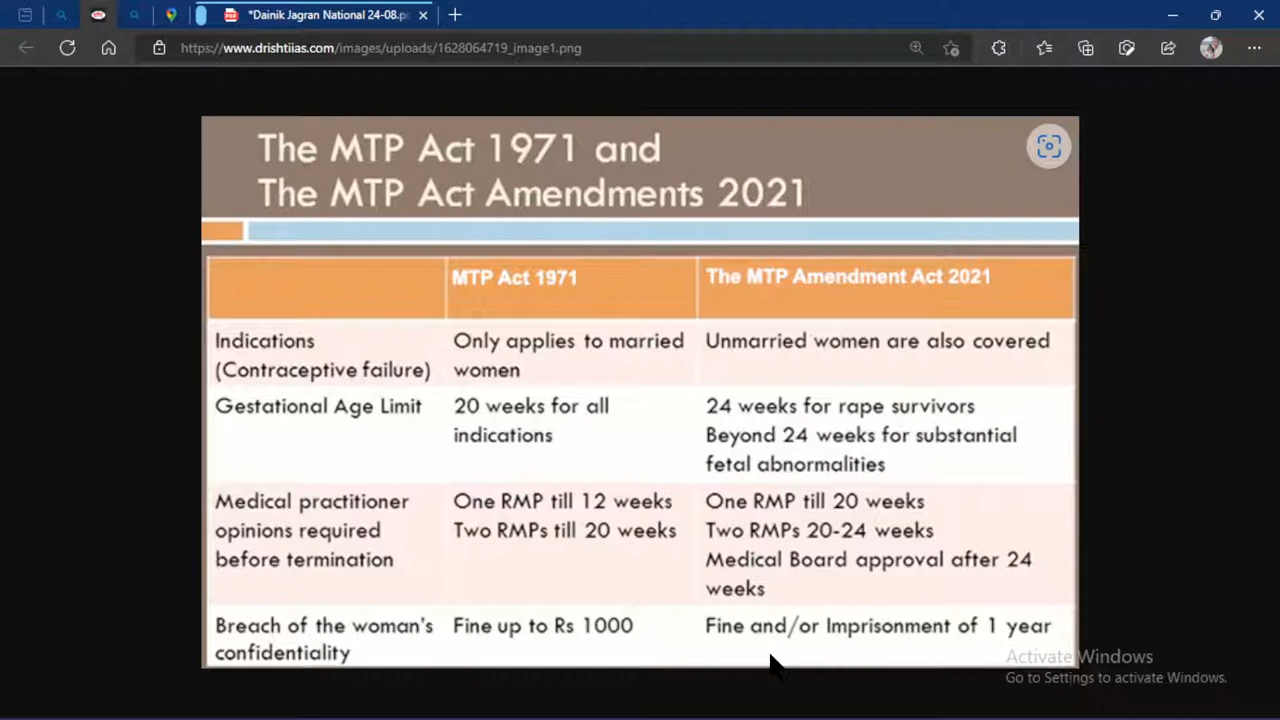 *Dainik Jagran National 24-08.p
https://www.drishtiias.com/images/uploads/1628064719_image1.png
The MTP Act 1971 and
The MTP Act Amendments 2021
MTP Act 1971
The MTP Amendment Act 2021
Indications
(Contraceptive failure)
Only applies to married
women
Unmarried women are also covered
Gestational Age Limit
20 weeks for all
indications
24 weeks for rape survivors
Beyond 24 weeks for substantial
fetal abnormalities
Medical practitioner
opinions required
before termination
One RMP till 12 weeks
Two RMPs till 20 weeks
One RMP till 20 weeks
Two RMPs 20-24 weeks
Medical Board approval after 24
weeks
Breach of the woman's
confidentiality
Fine up to Rs 1000
Fine and/or Imprisonment of 1 year
Activate Windows
Go to Settings to activate Windows.